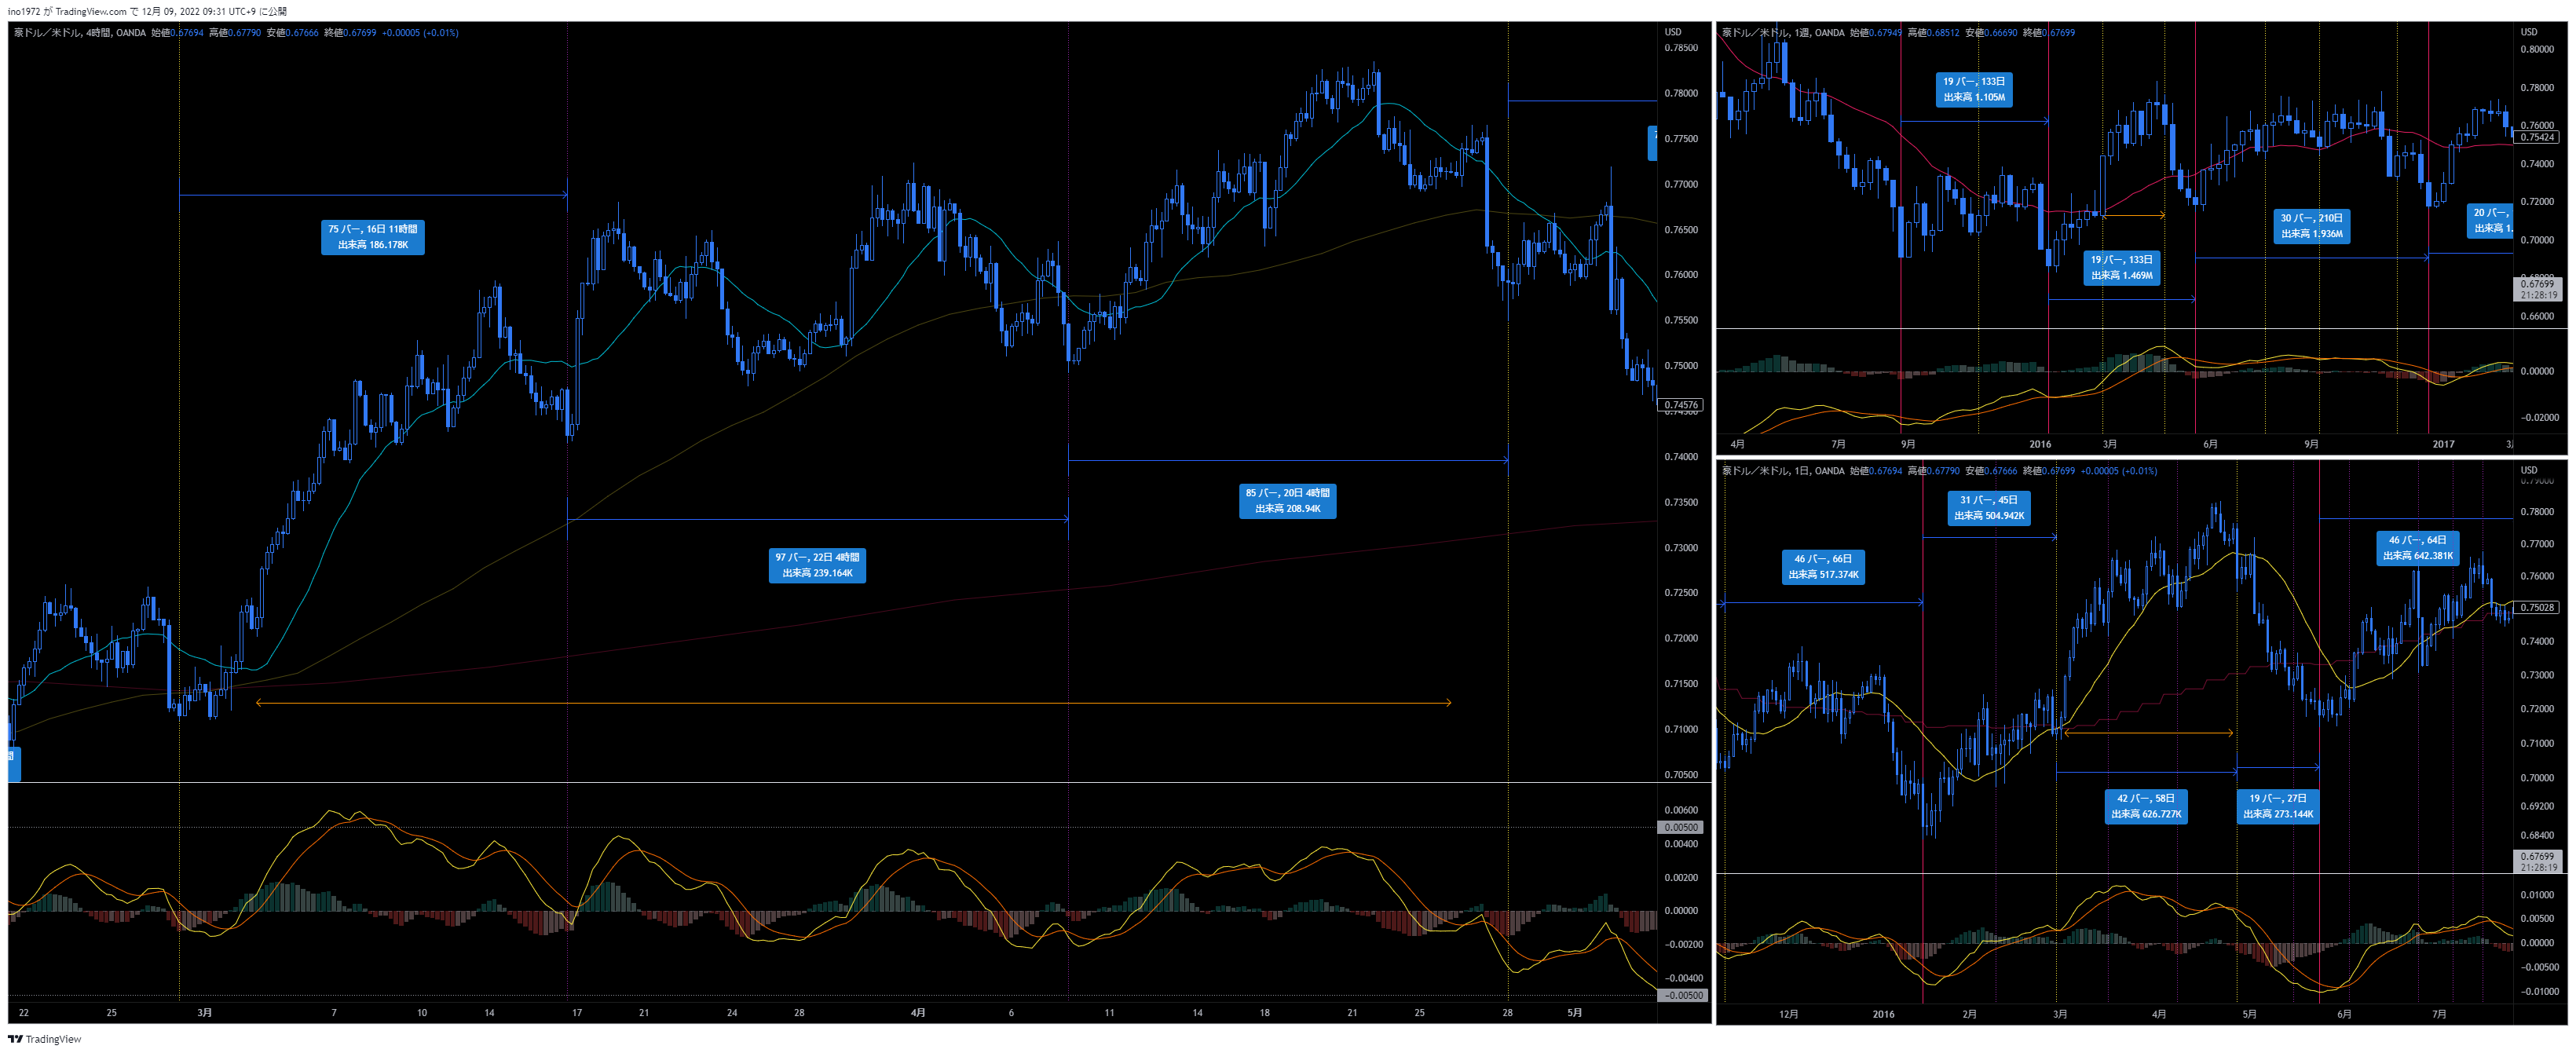 ino1972 が TradingView.com で 12月 09, 2022 09:31 UTC+9 に公開
豪ドル／米ドル, 4時間, OANDA 始値0.67694 高値0.67790 安値0.67666 終値0.67699 +0.00005 (+0.01%)
USD
0.78500
0.78000
0.77500
0.77000
0.76500
0.76000
0.75500
0.75000
0.74576
0.74500
0.74000
0.73500
0.73000
0.72500
0.72000
0.71500
0.71000
0.70500
75 バー, 16日 11時間
出来高 186.178K
97 バー, 22日 4時間
出来高 239.164K
85 バー, 20日 4時間
出来高 208.94K
0.00600
0.00500
0.00400
0.00200
0.00000
−0.00200
−0.00400
−0.00500
22 25 3月 7 10 14 17 21 24 28 4月 6 11 14 18 21 25 28 5月
豪ドル／米ドル, 1週, OANDA 始値0.67949 高値0.68512 安値0.66690 終値0.67699
USD
0.80000
0.78000
0.76000
0.75424
0.74000
0.72000
0.70000
0.68000
0.67699
21:28:19
0.66000
19 バー, 133日
出来高 1.105M
19 バー, 133日
出来高 1.469M
30 バー, 210日
出来高 1.936M
20 バー,
出来高 1.
0.00000
−0.02000
4月 7月 9月 2016 3月 6月 9月 2017 3月
豪ドル／米ドル, 1日, OANDA 始値0.67694 高値0.67790 安値0.67666 終値0.67699 +0.00005 (+0.01%)
USD
0.79000
0.78000
0.77000
0.76000
0.75028
0.74000
0.73000
0.72000
0.71000
0.70000
0.69200
0.68400
0.67699
21:28:19
46 バー, 66日
出来高 517.374K
31 バー, 45日
出来高 504.942K
42 バー, 58日
出来高 626.727K
19 バー, 27日
出来高 273.144K
46 バー, 64日
出来高 642.381K
0.01000
0.00500
0.00000
−0.00500
−0.01000
12月 2016 2月 3月 4月 5月 6月 7月
TradingView